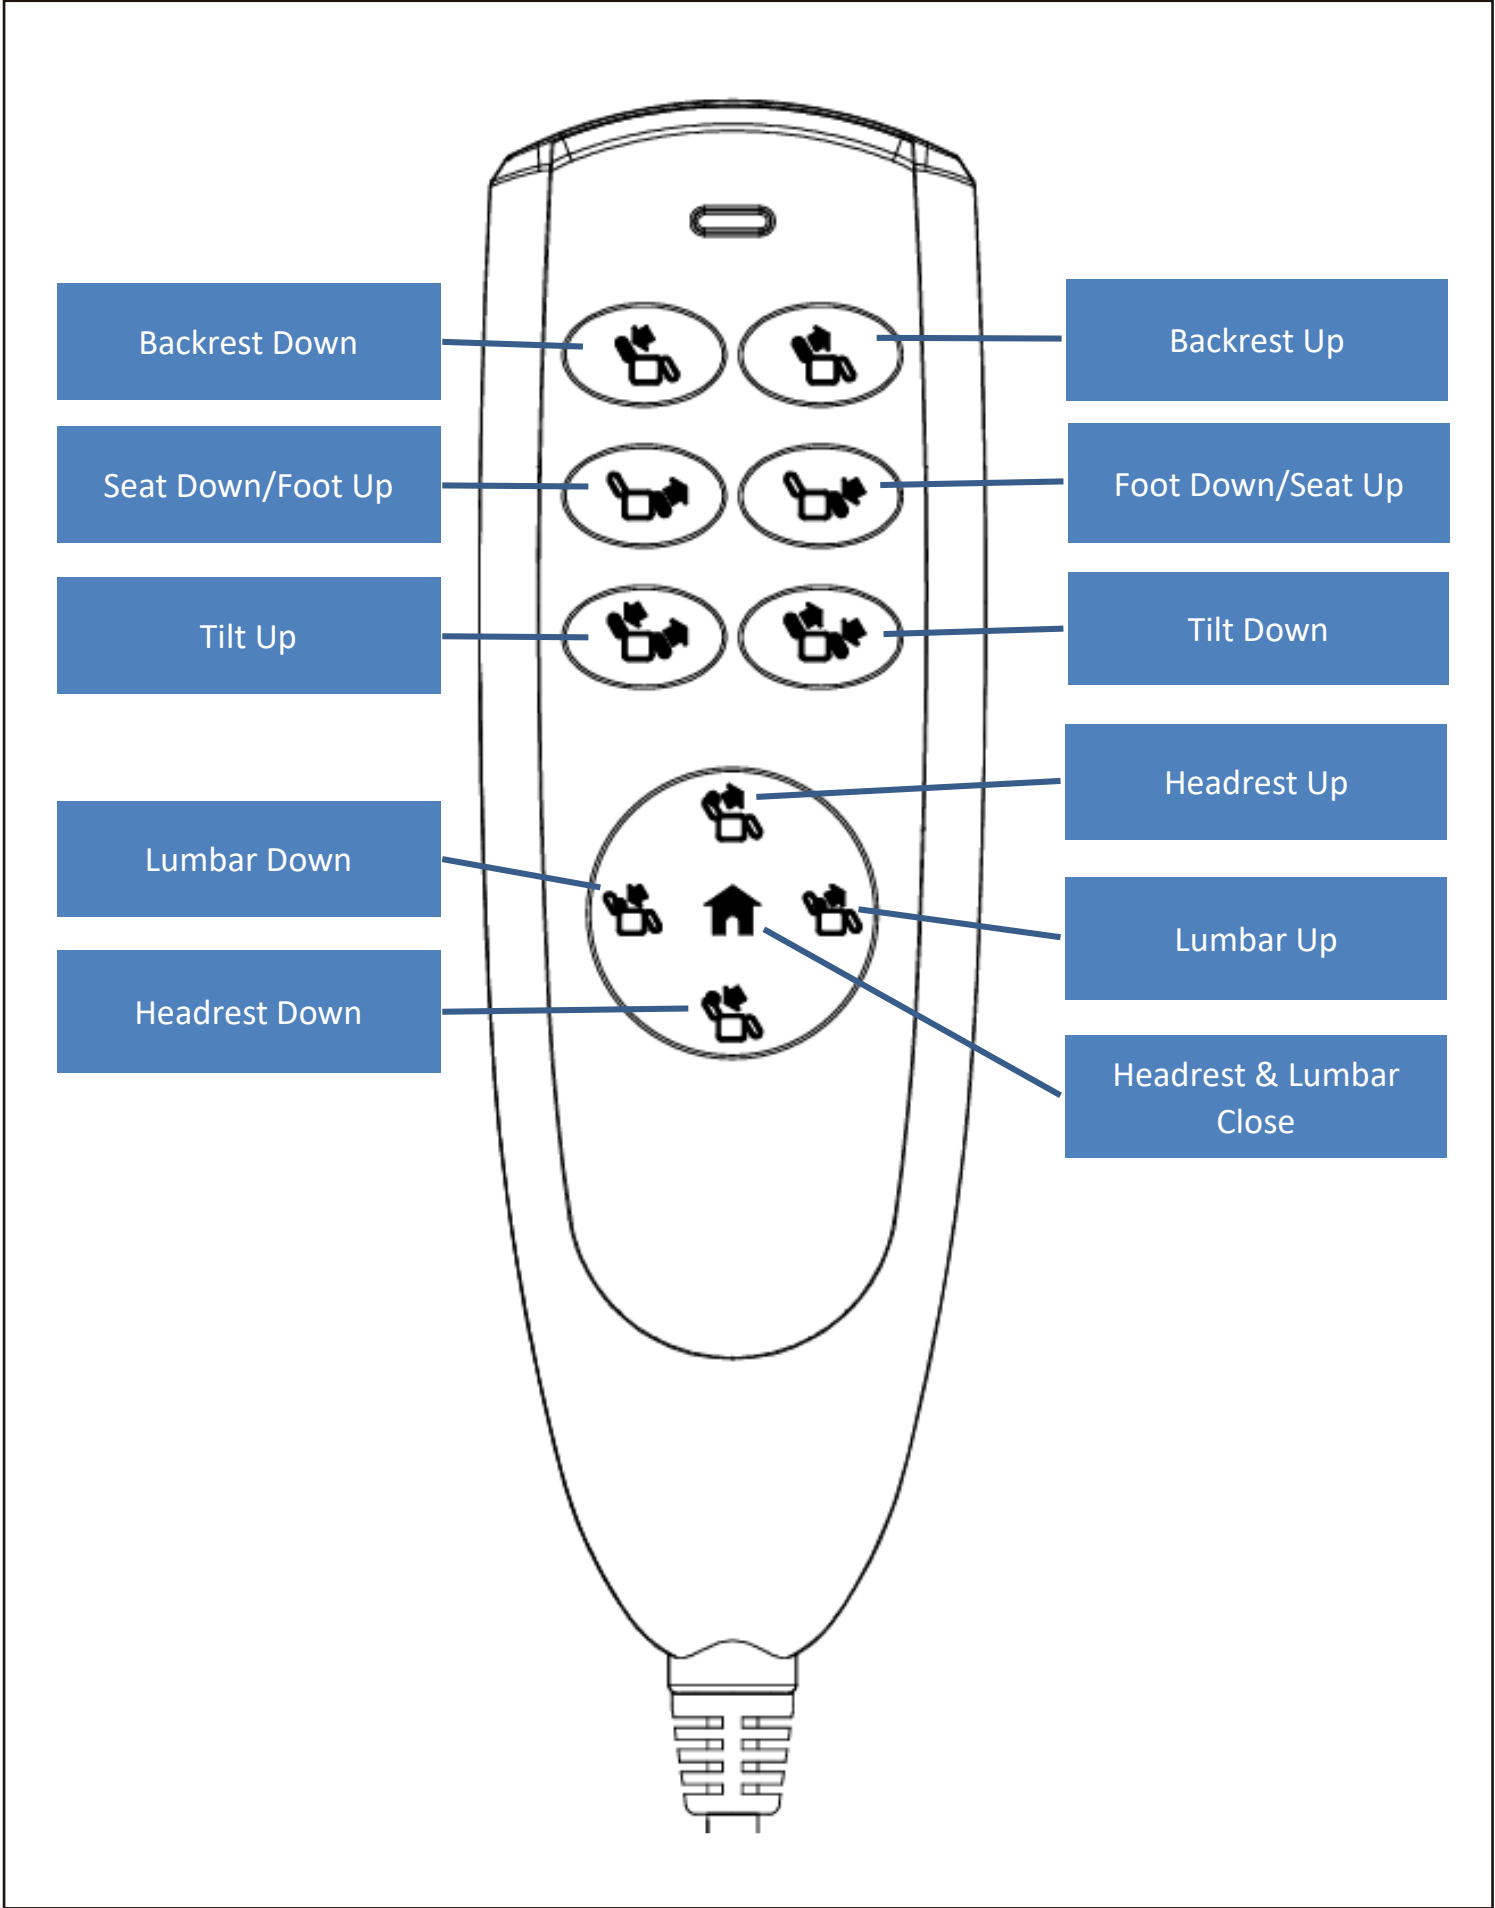 Backrest Down
Backrest Up
Seat Down/Foot Up
Foot Down/Seat Up
Tilt Up
Tilt Down
Headrest Up
Lumbar Down
Lumbar Up
Headrest Down
Headrest & Lumbar
Close